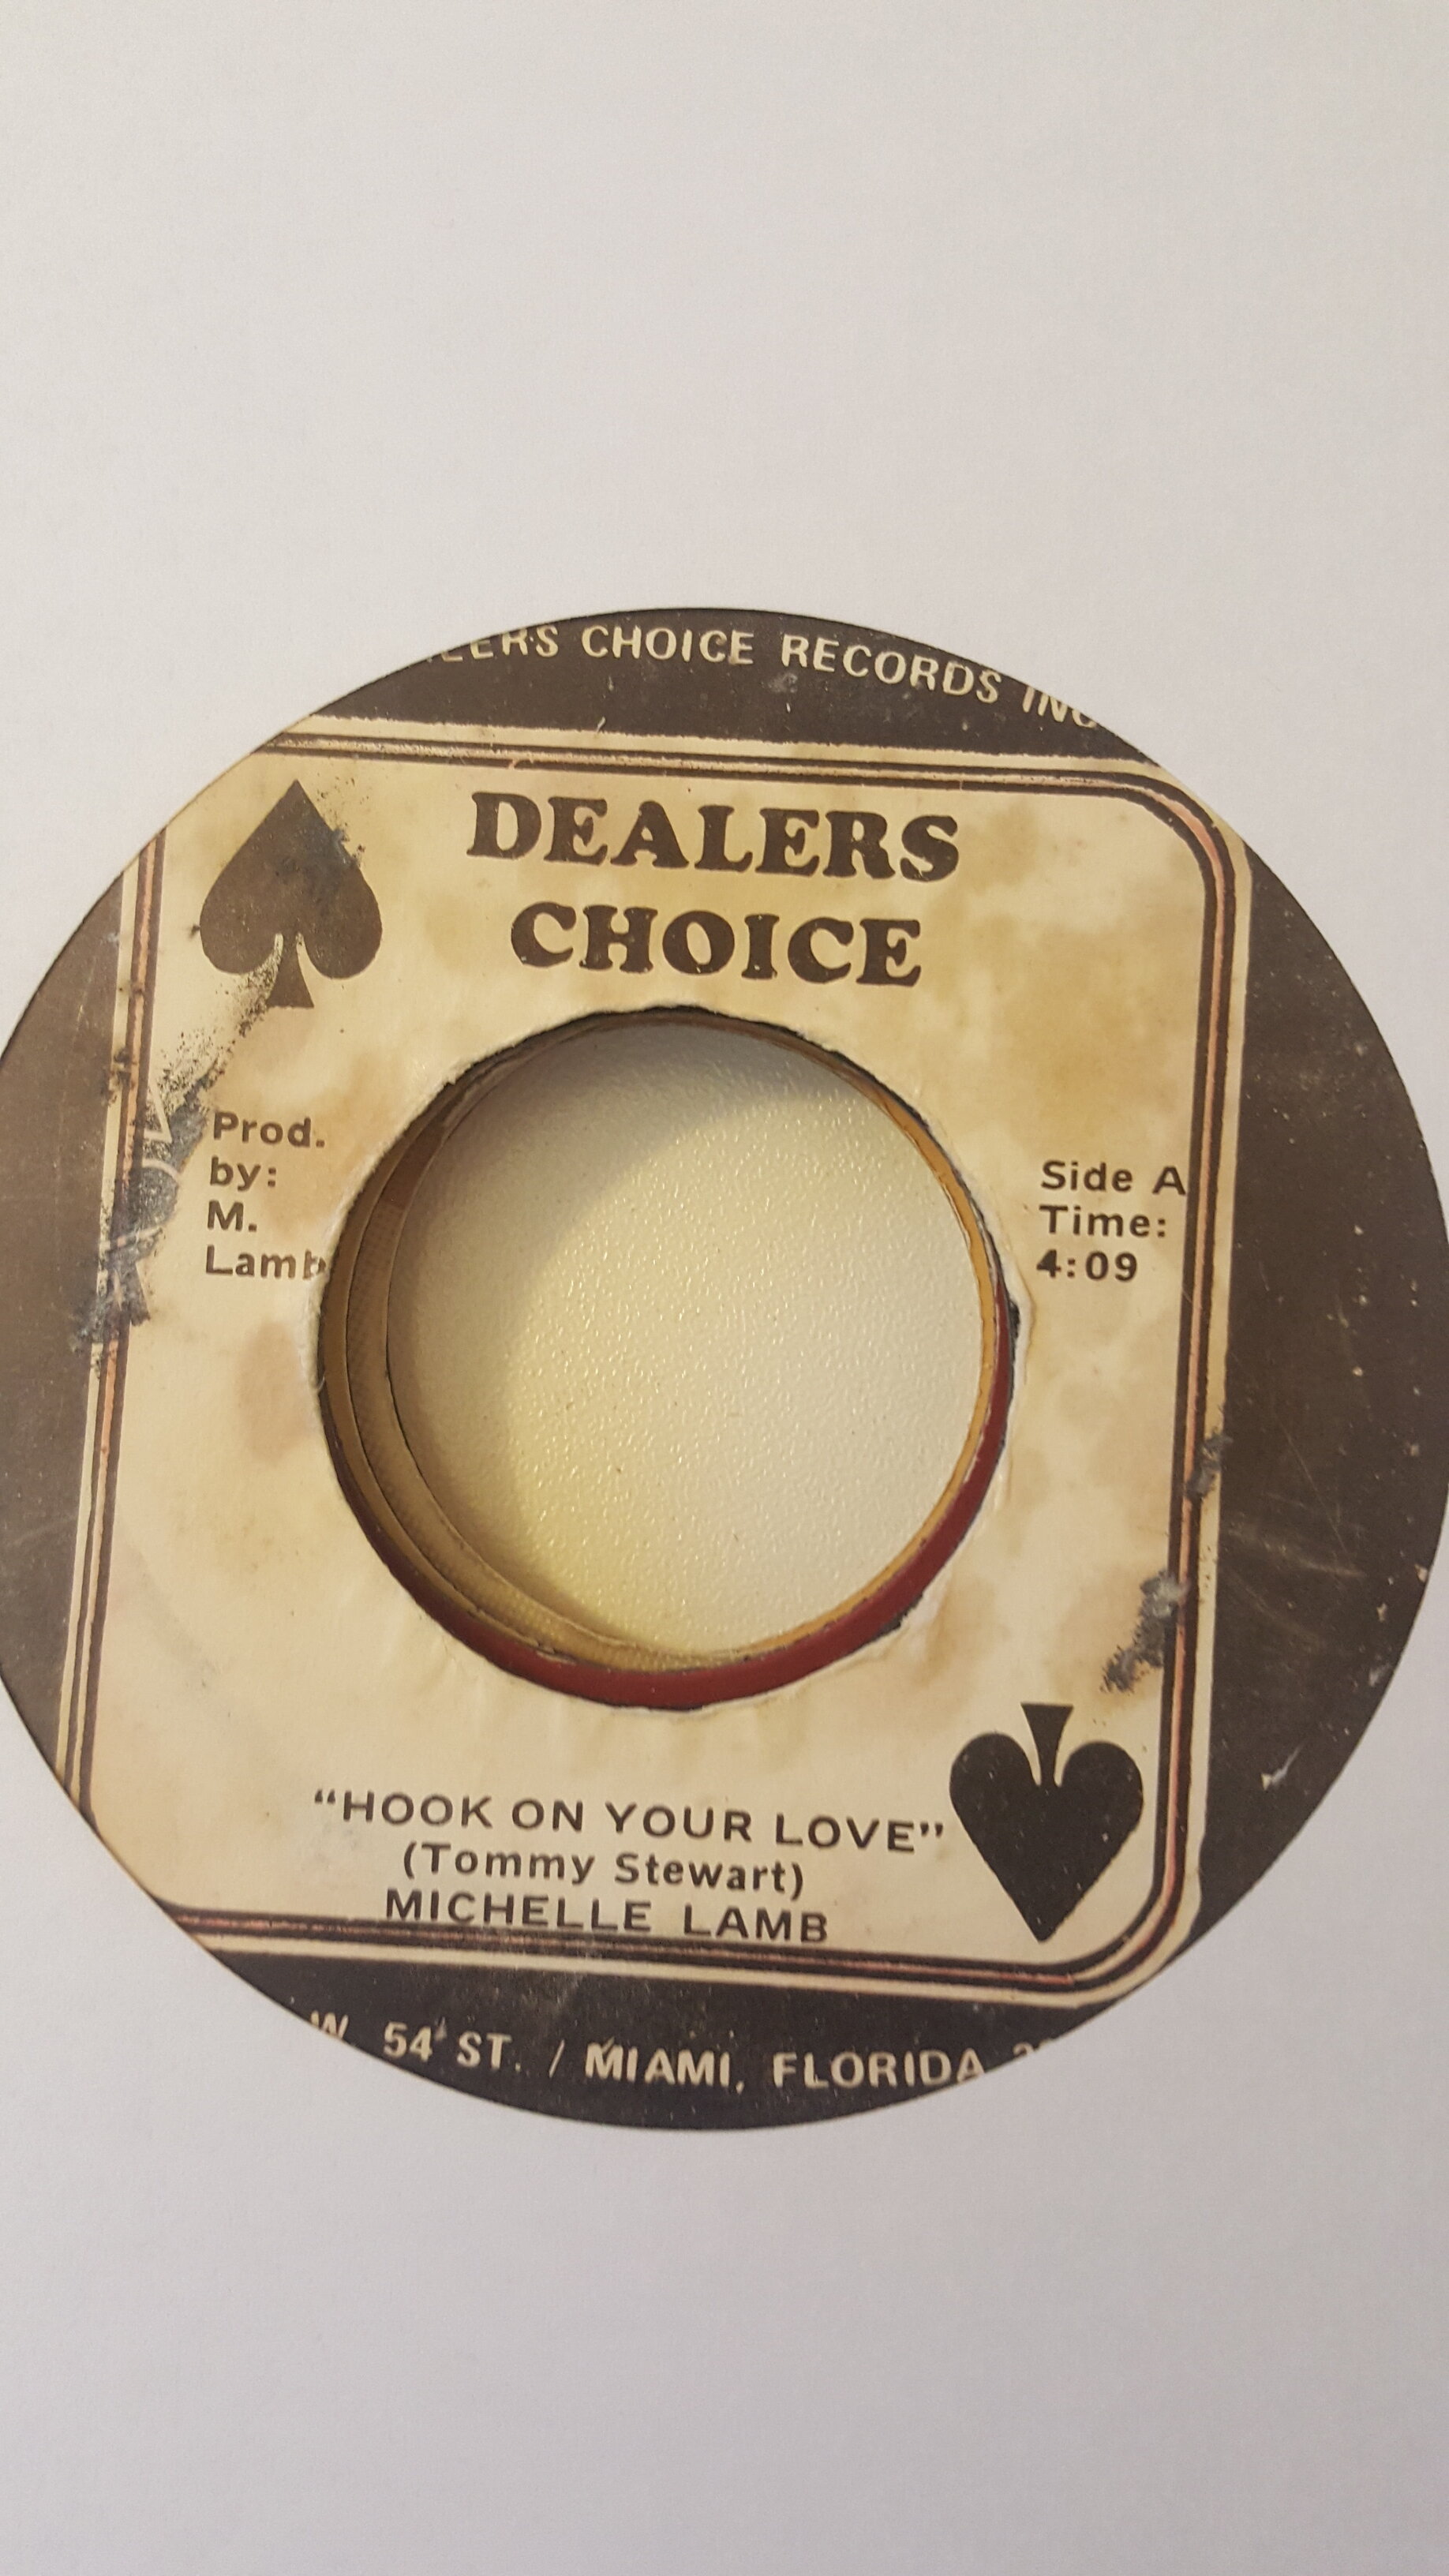 CHOICE RECORDS
DEALERS
CHOICE
Prod.
by:
M.
Lamb
Side A
Time:
4:09
“HOOK ON YOUR LOVE”
(Tommy Stewart)
MICHELLE LAMB
W. 54 ST. / MIAMI, FLORIDA